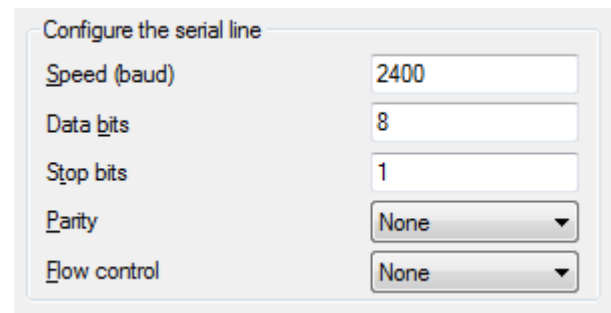 Configure the serial line
Speed (baud) 2400
Data bits 8
Stop bits 1
Parity None
Flow control None